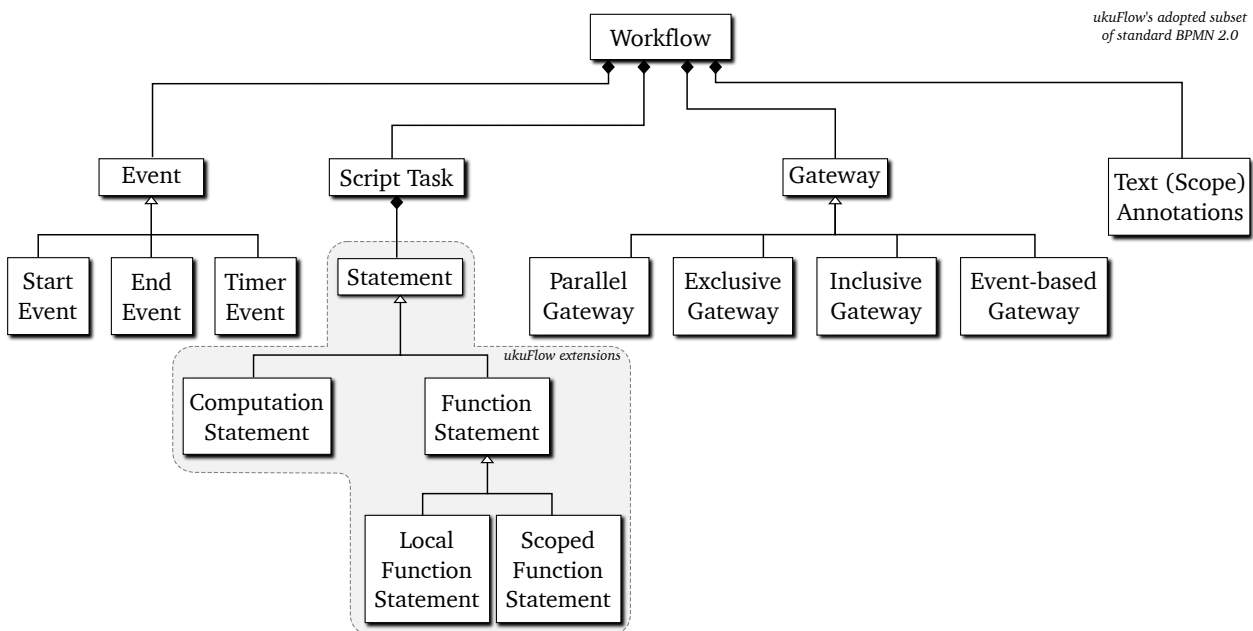 ukuFlow's adopted subset
of standard BPMN 2.0
Workflow
Event
Script Task
Gateway
Text (Scope)
Annotations
Start
Event
End
Event
Timer
Event
Statement
Parallel
Gateway
Exclusive
Gateway
Inclusive
Gateway
Event-based
Gateway
ukuFlow extensions
Computation
Statement
Function
Statement
Local
Function
Statement
Scoped
Function
Statement